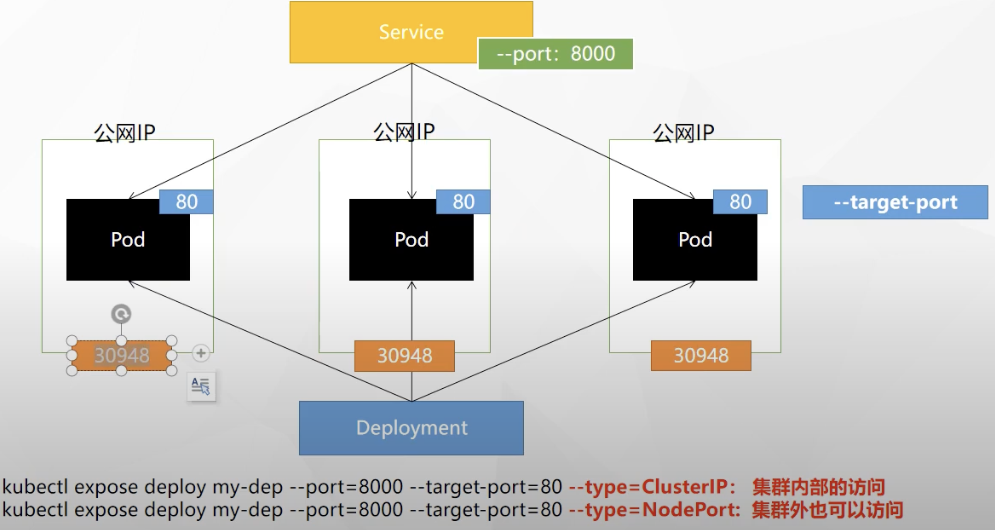 Service
--port：8000
公网IP
公网IP
公网IP
80
80
80
--target-port
Pod
Pod
Pod
30948
30948
30948
Deployment
kubectl expose deploy my-dep --port=8000 --target-port=80 --type=ClusterIP： 集群内部的访问
kubectl expose deploy my-dep --port=8000 --target-port=80 --type=NodePort: 集群外也可以访问